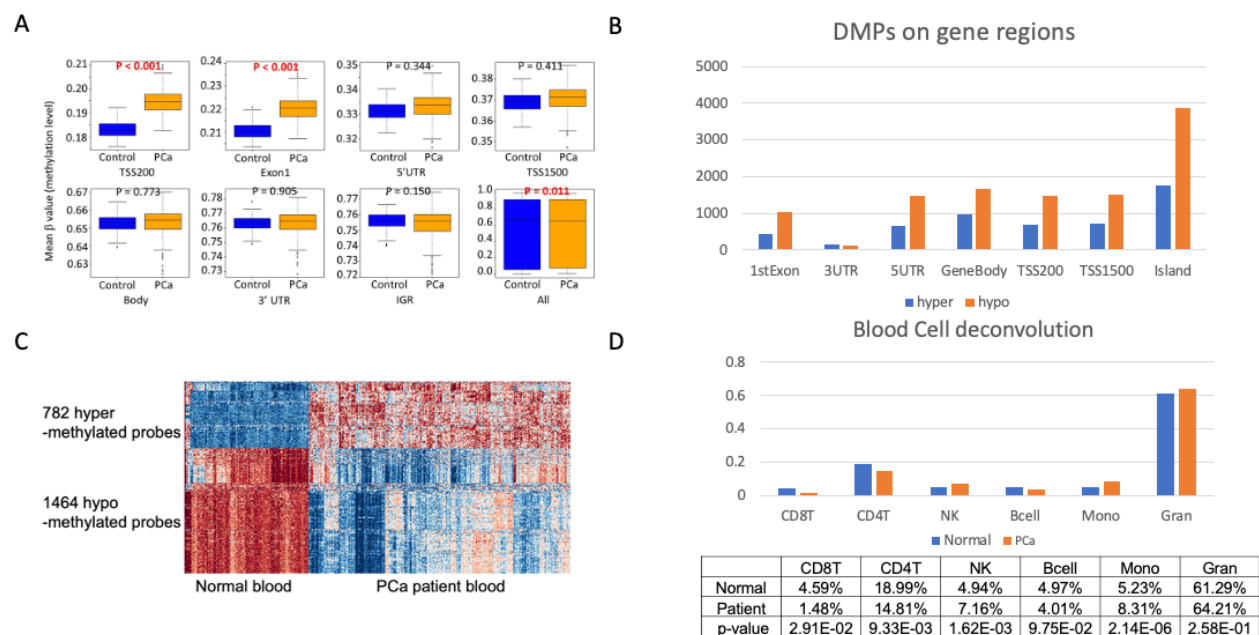 A
P < 0.001 P < 0.001 P = 0.344 P = 0.411
0.21 0.24 0.35 0.38
0.20 0.23 0.34 0.37
0.19 0.22 0.33 0.36
0.18 0.21 0.32 0.35
Control PCa Control PCa Control PCa Control PCa
TSS200 Exon1 5'UTR TSS1500
Mean β value (methylation level)
P = 0.773 P = 0.905 P = 0.150 P = 0.011
0.67 0.78 0.78 1.0
0.66 0.77 0.77 0.8
0.65 0.76 0.76 0.6
0.64 0.75 0.75 0.4
0.63 0.74 0.74 0.2
0.73 0.73 0.0
0.72
Control PCa Control PCa Control PCa Control PCa
Body 3' UTR IGR All
B
DMPs on gene regions
5000
4000
3000
2000
1000
0
1stExon 3UTR 5UTR GeneBody TSS200 TSS1500 Island
hyper hypo
C
782 hyper
-methylated probes
1464 hypo
-methylated probes
Normal blood PCa patient blood
D
Blood Cell deconvolution
0.8
0.6
0.4
0.2
0
CD8T CD4T NK Bcell Mono Gran
Normal PCa
CD8T CD4T NK Bcell Mono Gran
Normal 4.59% 18.99% 4.94% 4.97% 5.23% 61.29%
Patient 1.48% 14.81% 7.16% 4.01% 8.31% 64.21%
p-value 2.91E-02 9.33E-03 1.62E-03 9.75E-02 2.14E-06 2.58E-01